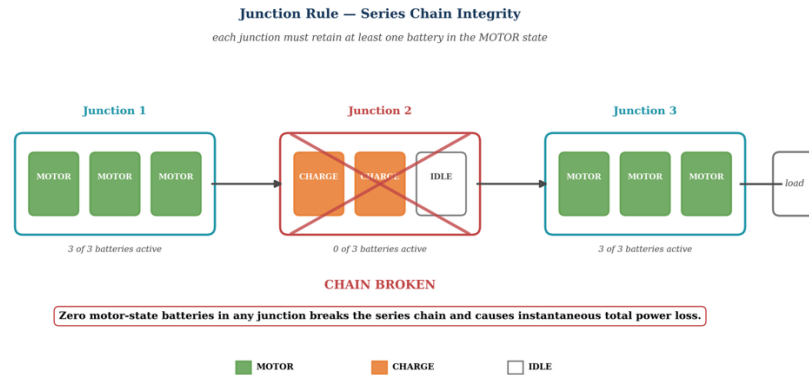 Junction Rule — Series Chain Integrity
each junction must retain at least one battery in the MOTOR state
Junction 1
Junction 2
Junction 3
MOTOR MOTOR MOTOR
CHARGE CHARGE IDLE
MOTOR MOTOR MOTOR
load
3 of 3 batteries active
0 of 3 batteries active
3 of 3 batteries active
CHAIN BROKEN
Zero motor-state batteries in any junction breaks the series chain and causes instantaneous total power loss.
MOTOR CHARGE IDLE